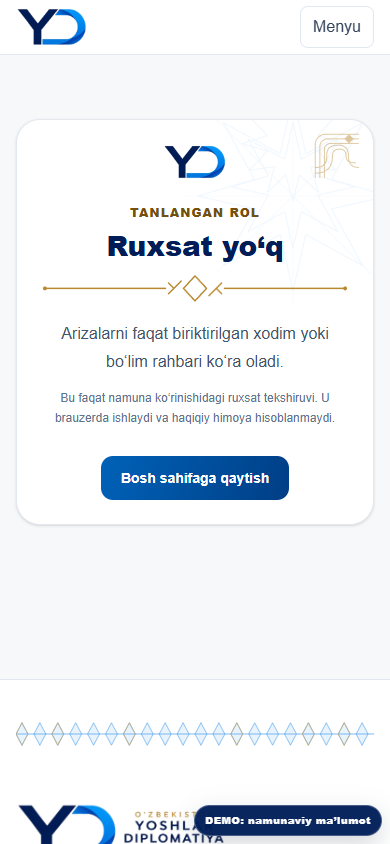 YD
Menyu
YD
TANLANGAN ROL
Ruxsat yo‘q
Arizalarni faqat biriktirilgan xodim yoki
bo‘lim rahbari ko‘ra oladi.
Bu faqat namuna ko‘rinishidagi ruxsat tekshiruvi. U
brauzerda ishlaydi va haqiqiy himoya hisoblanmaydi.
Bosh sahifaga qaytish
YD
O‘ZBEKIST
YOSHLA
DIPLOMATIYA
DEMO: namunaviy ma’lumot